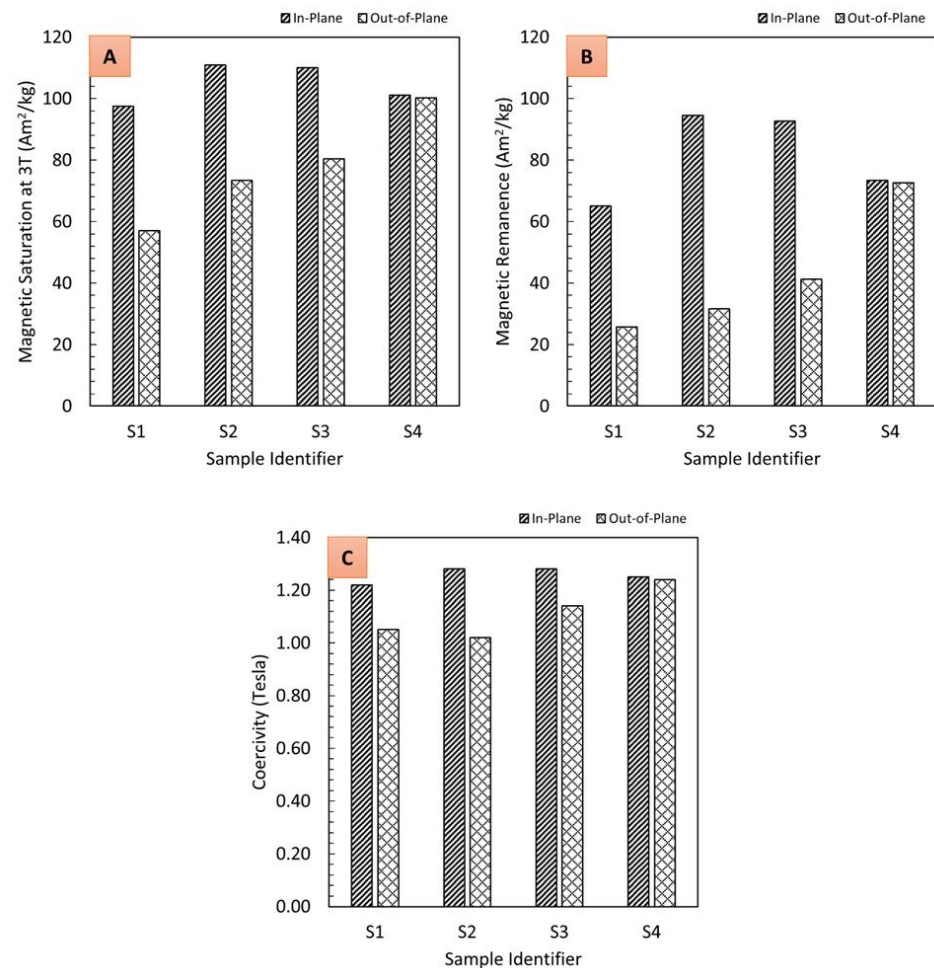 In-Plane Out-of-Plane
A
Magnetic Saturation at 3T (Am²/kg)
120
100
80
60
40
20
0
S1 S2 S3 S4
Sample Identifier
In-Plane Out-of-Plane
B
Magnetic Remanence (Am²/kg)
120
100
80
60
40
20
0
S1 S2 S3 S4
Sample Identifier
In-Plane Out-of-Plane
C
Coercivity (Tesla)
1.40
1.20
1.00
0.80
0.60
0.40
0.20
0.00
S1 S2 S3 S4
Sample Identifier